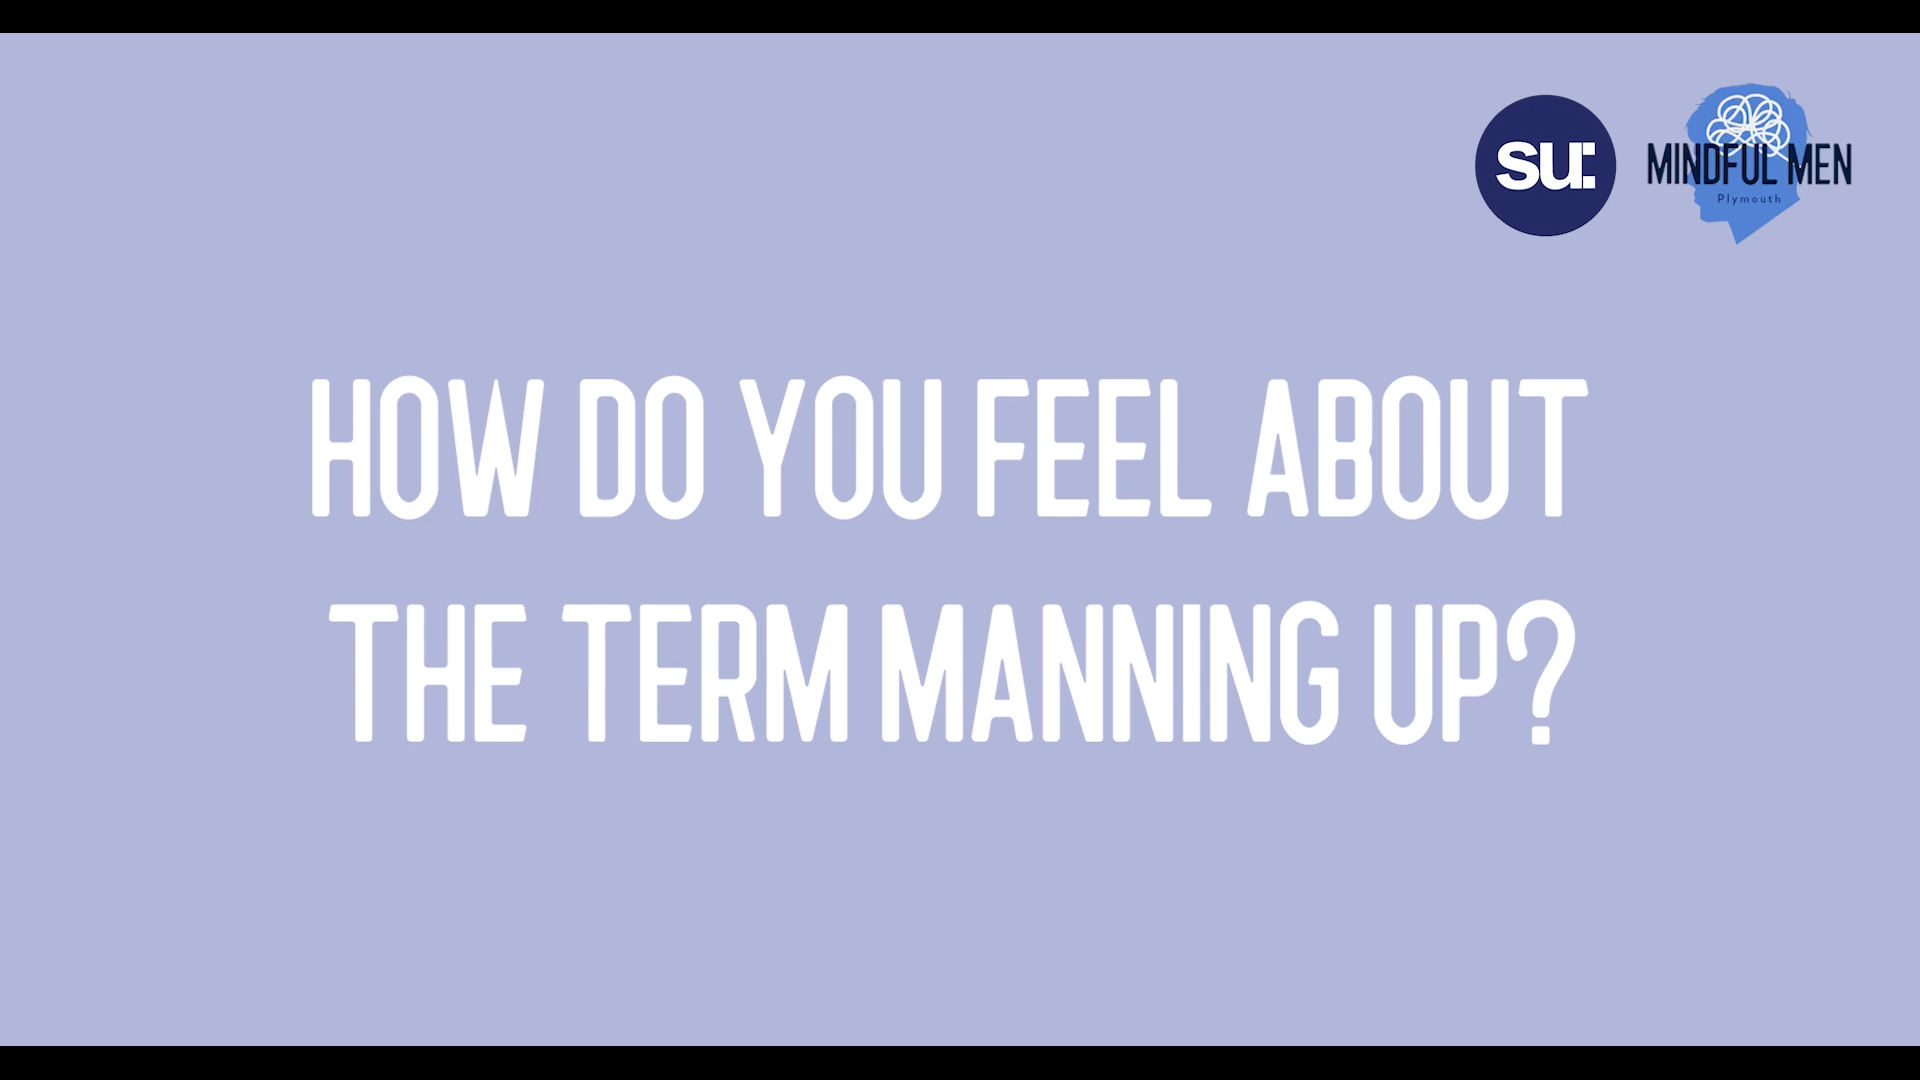 su:
MINDFUL MEN
Plymouth
HOW DO YOU FEEL ABOUT
THE TERM MANNING UP?